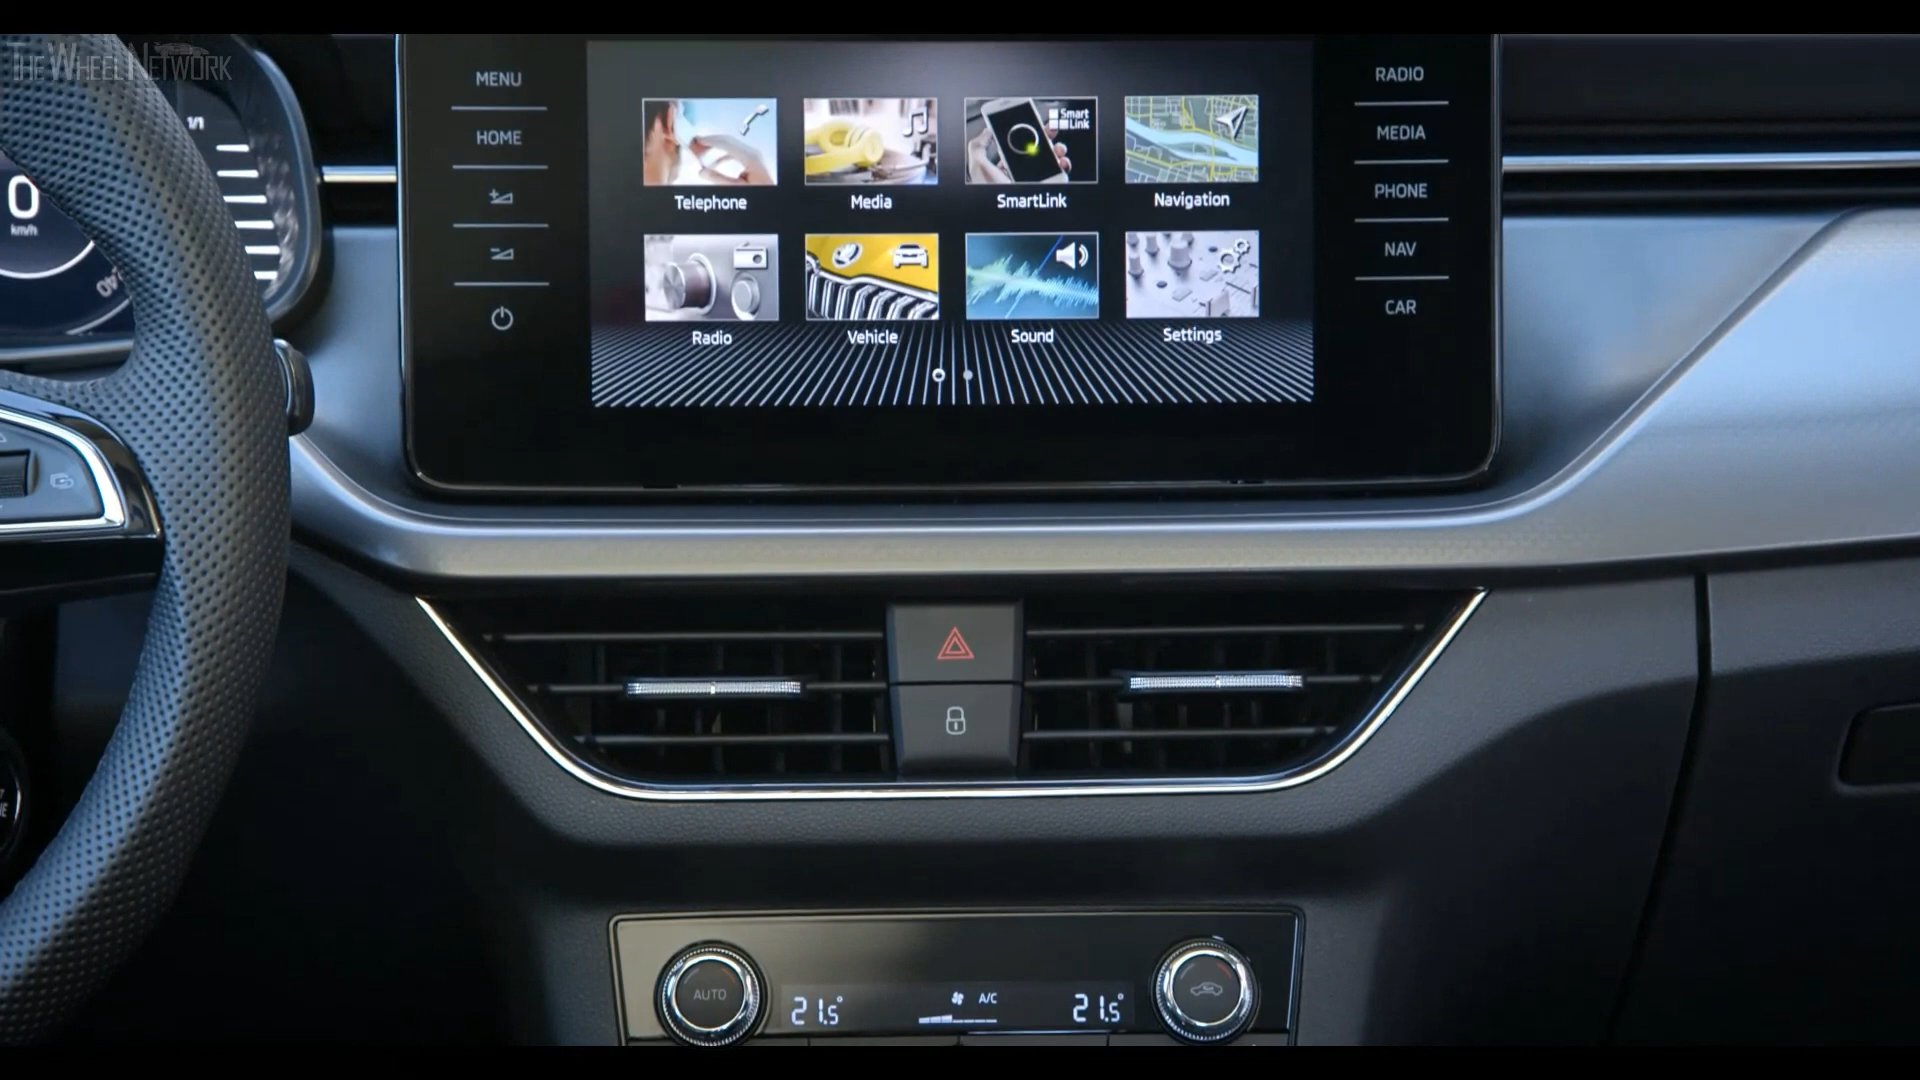 THE WHEEL NETWORK
1/1
0
km/h
MENU
HOME
RADIO
MEDIA
PHONE
NAV
CAR
Smart
Link
Telephone
Media
SmartLink
Navigation
Radio
Vehicle
Sound
Settings
AUTO
21.5°
A/C
21.5°